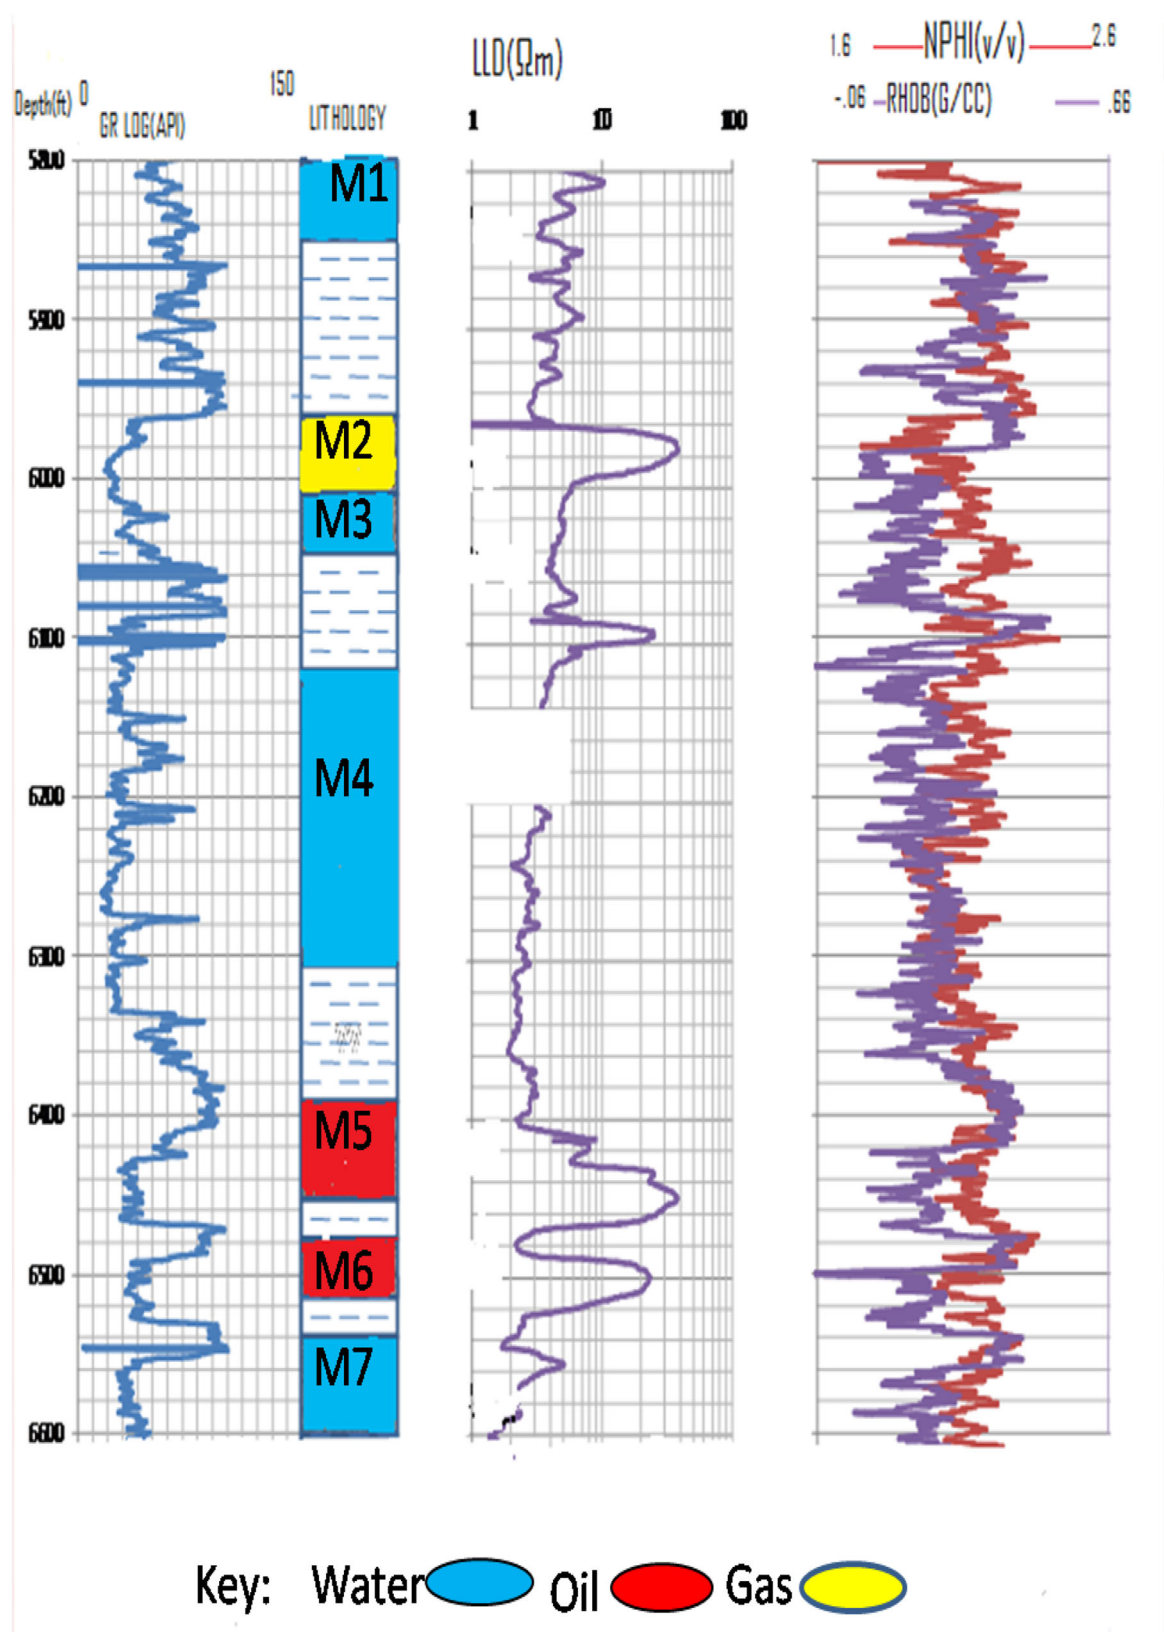 LLD(Ωm)
1.6 NPHI(v/v) 2.6
-.06 RHOB(G/CC) .66
Depth(ft) 0 150
GR LOG(API) LITHOLOGY
1 10 100
5800
M1
5900
M2
6000
M3
6100
M4
6200
6300
6400
M5
M6
6500
M7
6600
Key: Water Oil Gas